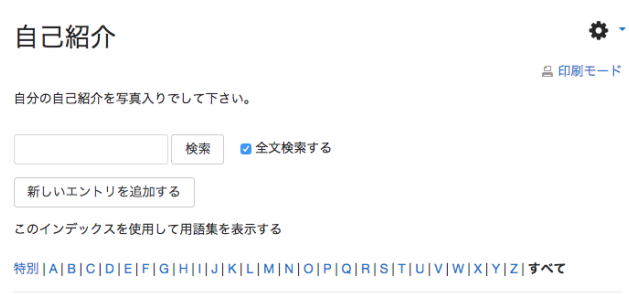 自己紹介
印刷モード
自分の自己紹介を写真入りでして下さい。
検索 全文検索する
新しいエントリを追加する
このインデックスを使用して用語集を表示する
特別 | A | B | C | D | E | F | G | H | I | J | K | L | M | N | O | P | Q | R | S | T | U | V | W | X | Y | Z | すべて